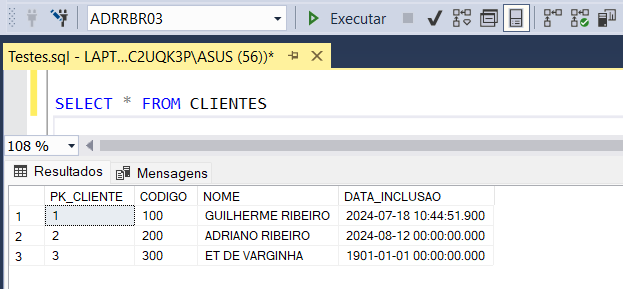 ADRRBR03 Executar
Testes.sql - LAPT...C2UQK3P\ASUS (56))*
SELECT * FROM CLIENTES
108 %
Resultados Mensagens
PK_CLIENTE CODIGO NOME DATA_INCLUSAO
1 1 100 GUILHERME RIBEIRO 2024-07-18 10:44:51.900
2 2 200 ADRIANO RIBEIRO 2024-08-12 00:00:00.000
3 3 300 ET DE VARGINHA 1901-01-01 00:00:00.000